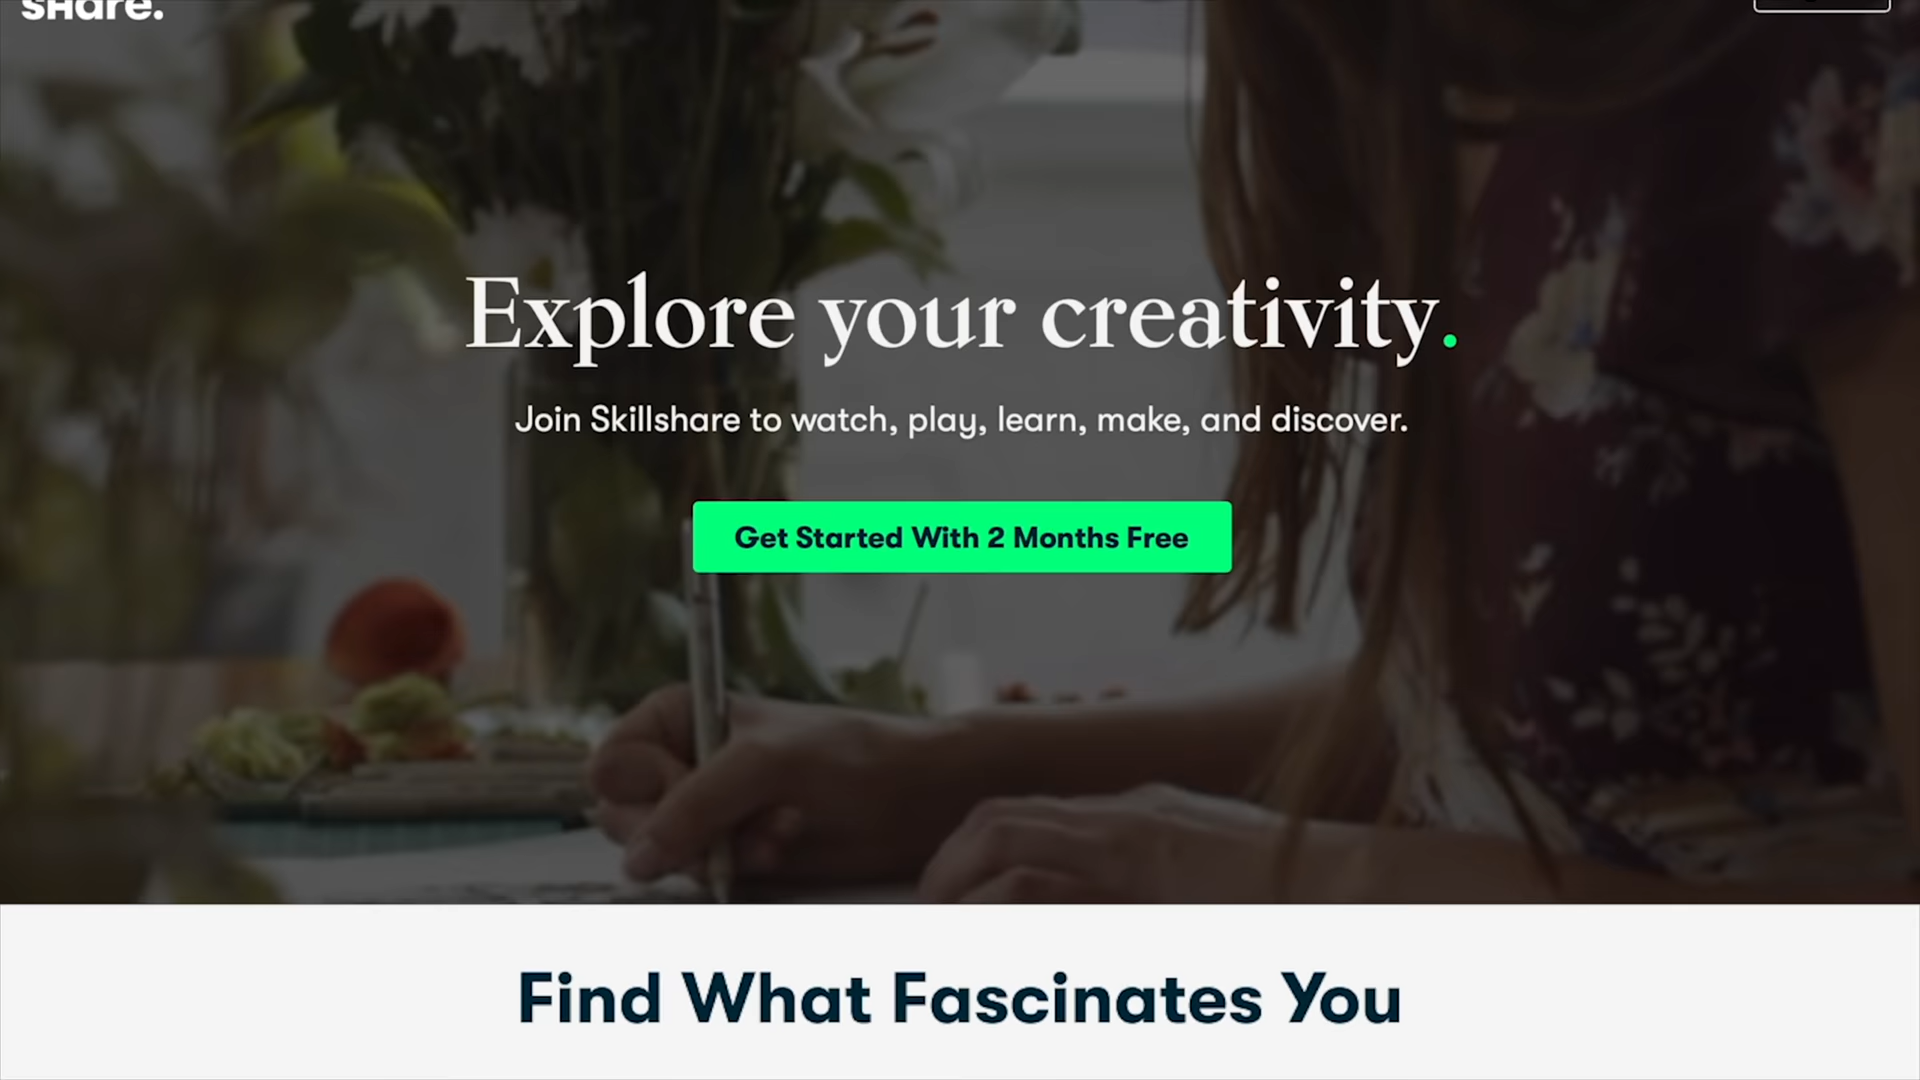 share.
Explore your creativity.
Join Skillshare to watch, play, learn, make, and discover.
Get Started With 2 Months Free
Find What Fascinates You